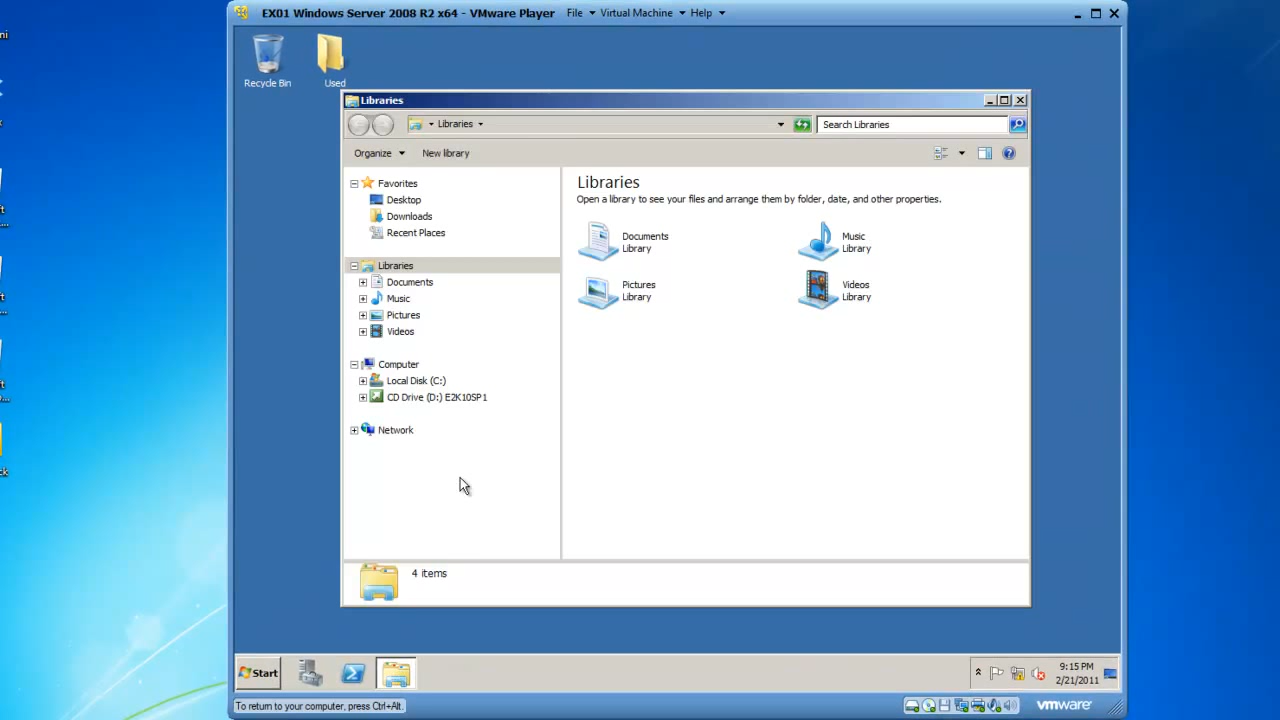 EX01 Windows Server 2008 R2 x64 - VMware Player File Virtual Machine Help
Recycle Bin
Used
Libraries
Libraries
Search Libraries
Organize
New library
Favorites
Desktop
Downloads
Recent Places
Libraries
Documents
Music
Pictures
Videos
Computer
Local Disk (C:)
CD Drive (D:) E2K10SP1
Network
Libraries
Open a library to see your files and arrange them by folder, date, and other properties.
Documents
Library
Music
Library
Pictures
Library
Videos
Library
4 items
Start
9:15 PM
2/21/2011
To return to your computer, press Ctrl+Alt.
vmware